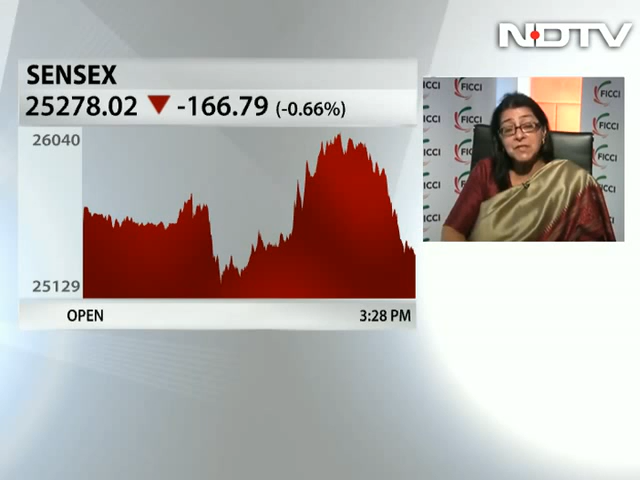 NDTV
SENSEX
25278.02 ▼ -166.79 (-0.66%)
26040
25129
OPEN 3:28 PM
FICCI
FICCI
FICCI
FICCI
FICCI
FICCI
FICCI
FICCI
FICCI